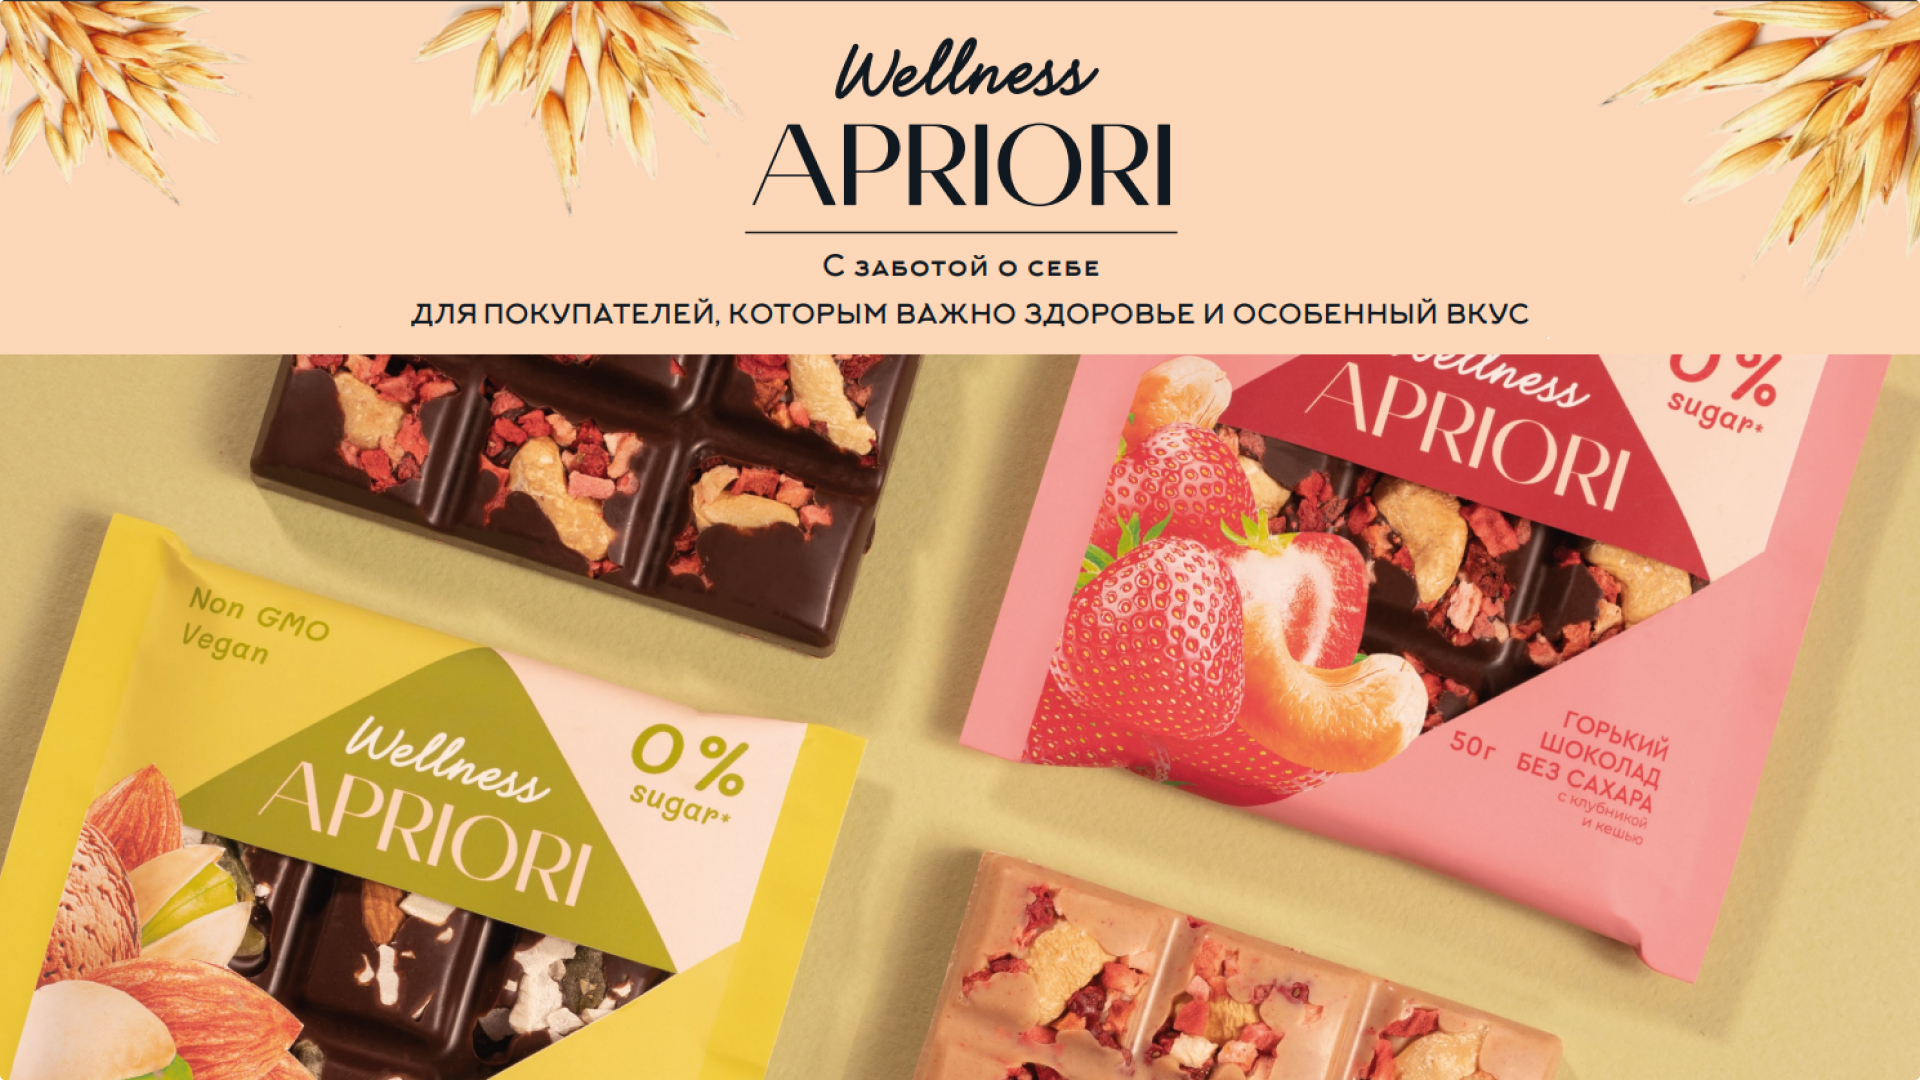 Wellness
APRIORI
С ЗАБОТОЙ О СЕБЕ
ДЛЯ ПОКУПАТЕЛЕЙ, КОТОРЫМ ВАЖНО ЗДОРОВЬЕ И ОСОБЕННЫЙ ВКУС
Wellness
APRIORI
0%
sugar*
50г
ГОРЬКИЙ
ШОКОЛАД
БЕЗ САХАРА
с клубникой
и кешью
Non GMO
Vegan
Wellness
APRIORI
0%
sugar*